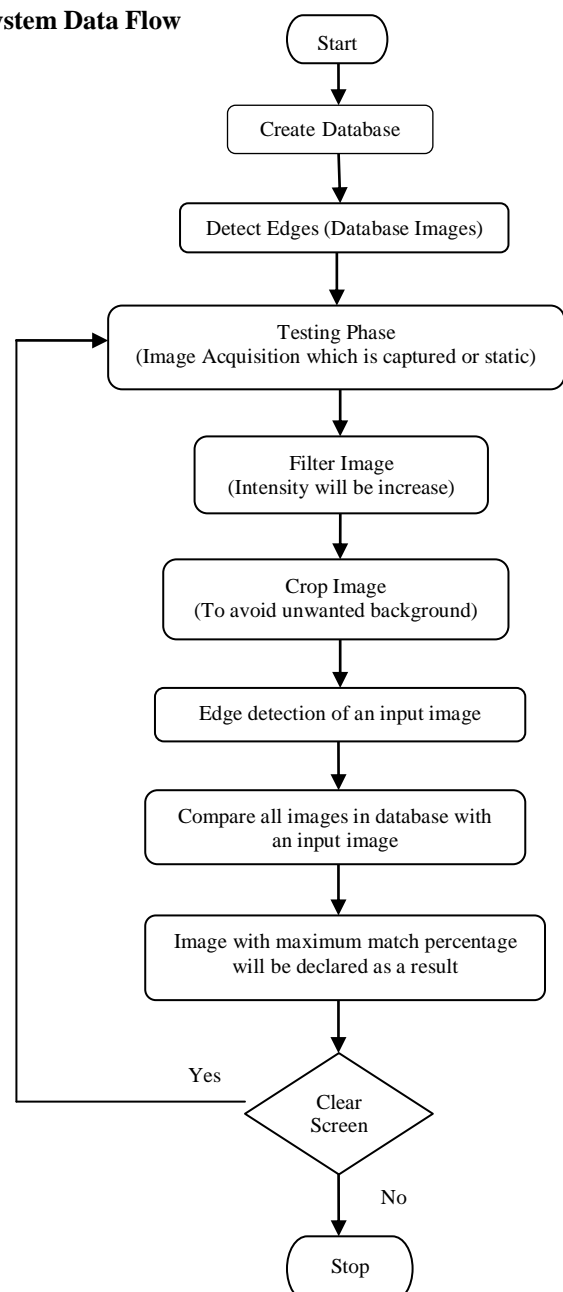 ystem Data Flow
Start
Create Database
Detect Edges (Database Images)
Testing Phase
(Image Acquisition which is captured or static)
Filter Image
(Intensity will be increase)
Crop Image
(To avoid unwanted background)
Edge detection of an input image
Compare all images in database with
an input image
Image with maximum match percentage
will be declared as a result
Yes
Clear
Screen
No
Stop